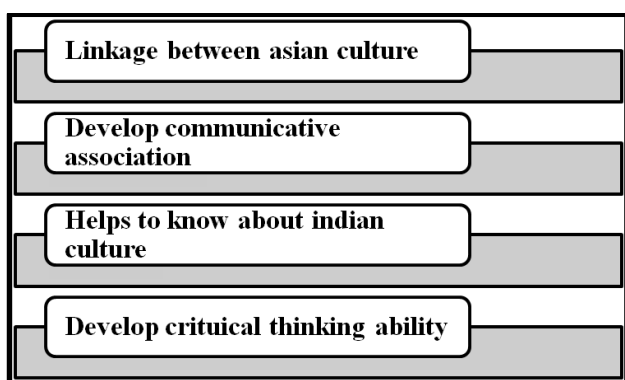 Linkage between asian culture
Develop communicative
association
Helps to know about indian
culture
Develop crituical thinking ability